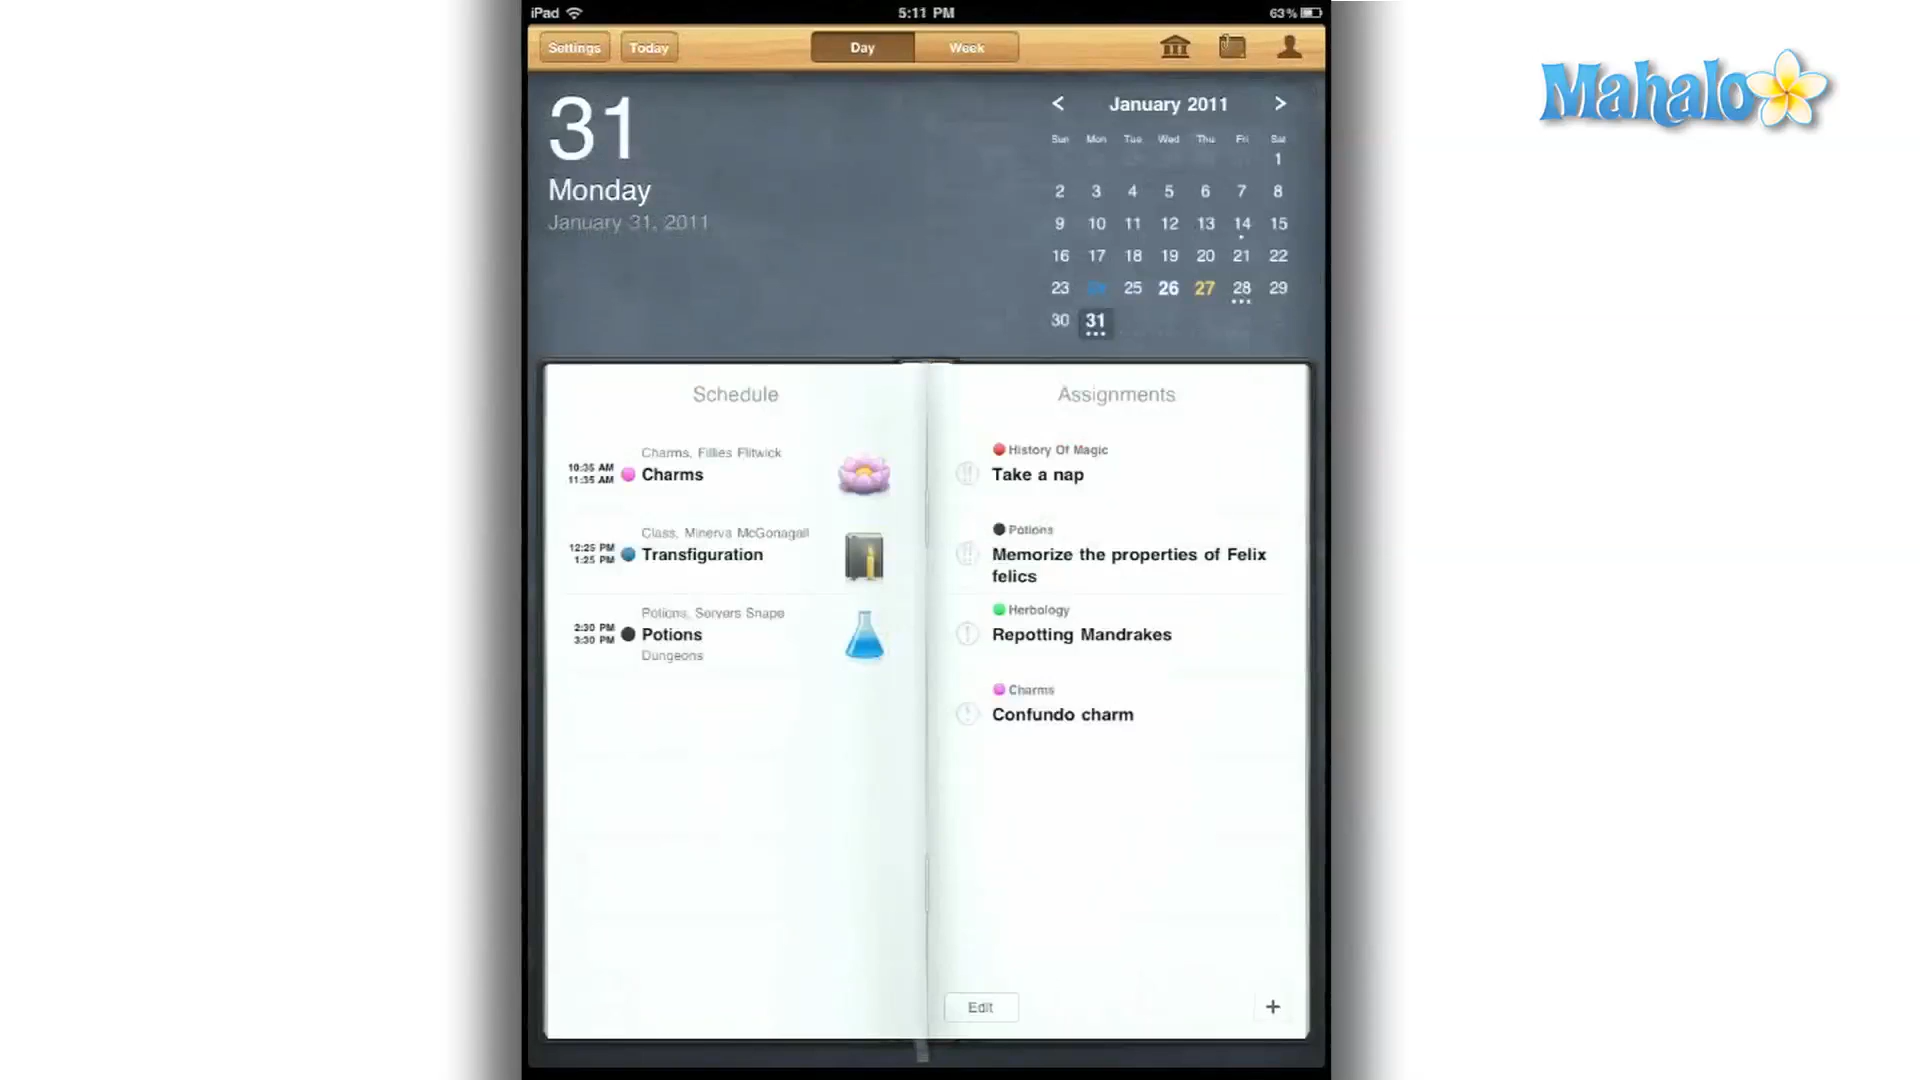 iPad 5:11 PM 63%
Settings Today Day Week
Mahalo
31
Monday
January 31, 2011
< January 2011 >
Sun Mon Tue Wed Thu Fri Sat
1
2 3 4 5 6 7 8
9 10 11 12 13 14 15
16 17 18 19 20 21 22
23 24 25 26 27 28 29
30 31
Schedule
Charms, Fillies Flitwick
10:35 AM
11:35 AM
Charms
Class, Minerva McGonagall
12:25 PM
1:25 PM
Transfiguration
Potions, Servers Snape
2:30 PM
3:30 PM
Potions
Dungeons
Assignments
History Of Magic
Take a nap
Potions
Memorize the properties of Felix
felics
Herbology
Repotting Mandrakes
Charms
Confundo charm
Edit +